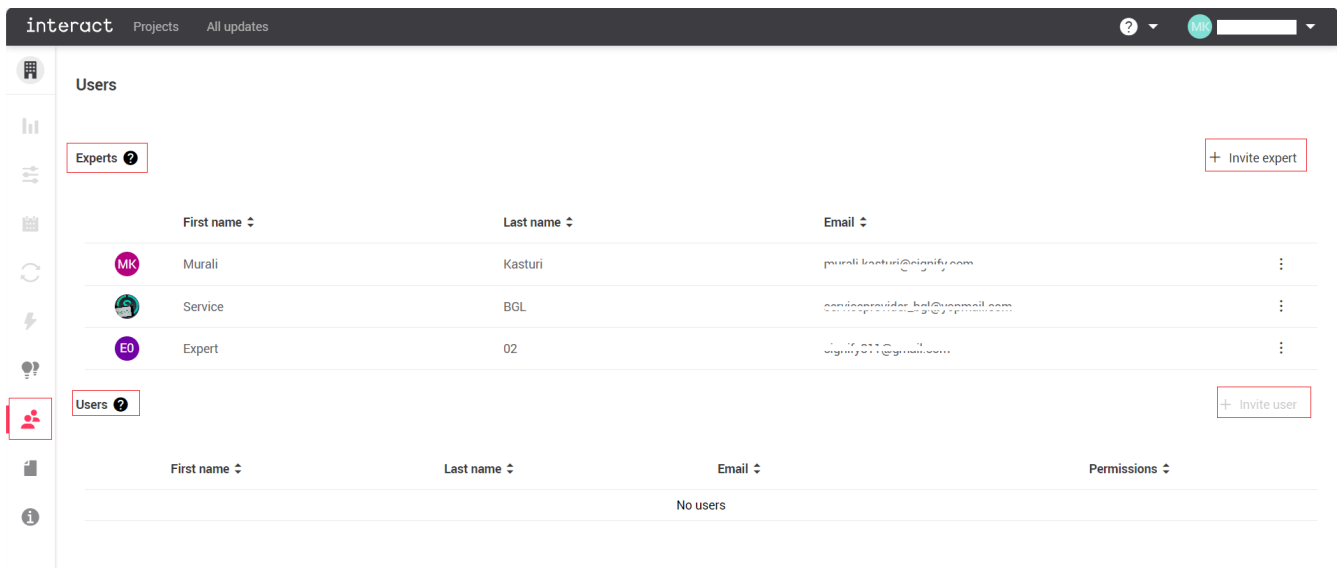 interact Projects All updates ? MK
Users
Experts ? + Invite expert
First name Last name Email
MK Murali Kasturi
Service BGL
E0 Expert 02
Users ? + Invite user
First name Last name Email Permissions
No users